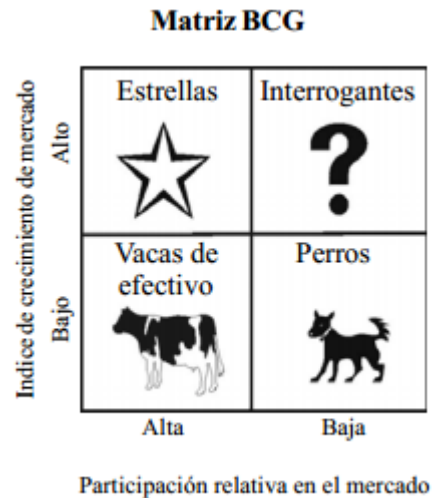 Matriz BCG
Indice de crecimiento de mercado
Alto
Bajo
Estrellas
Interrogantes
?
Vacas de
efectivo
Perros
Alta
Baja
Participación relativa en el mercado